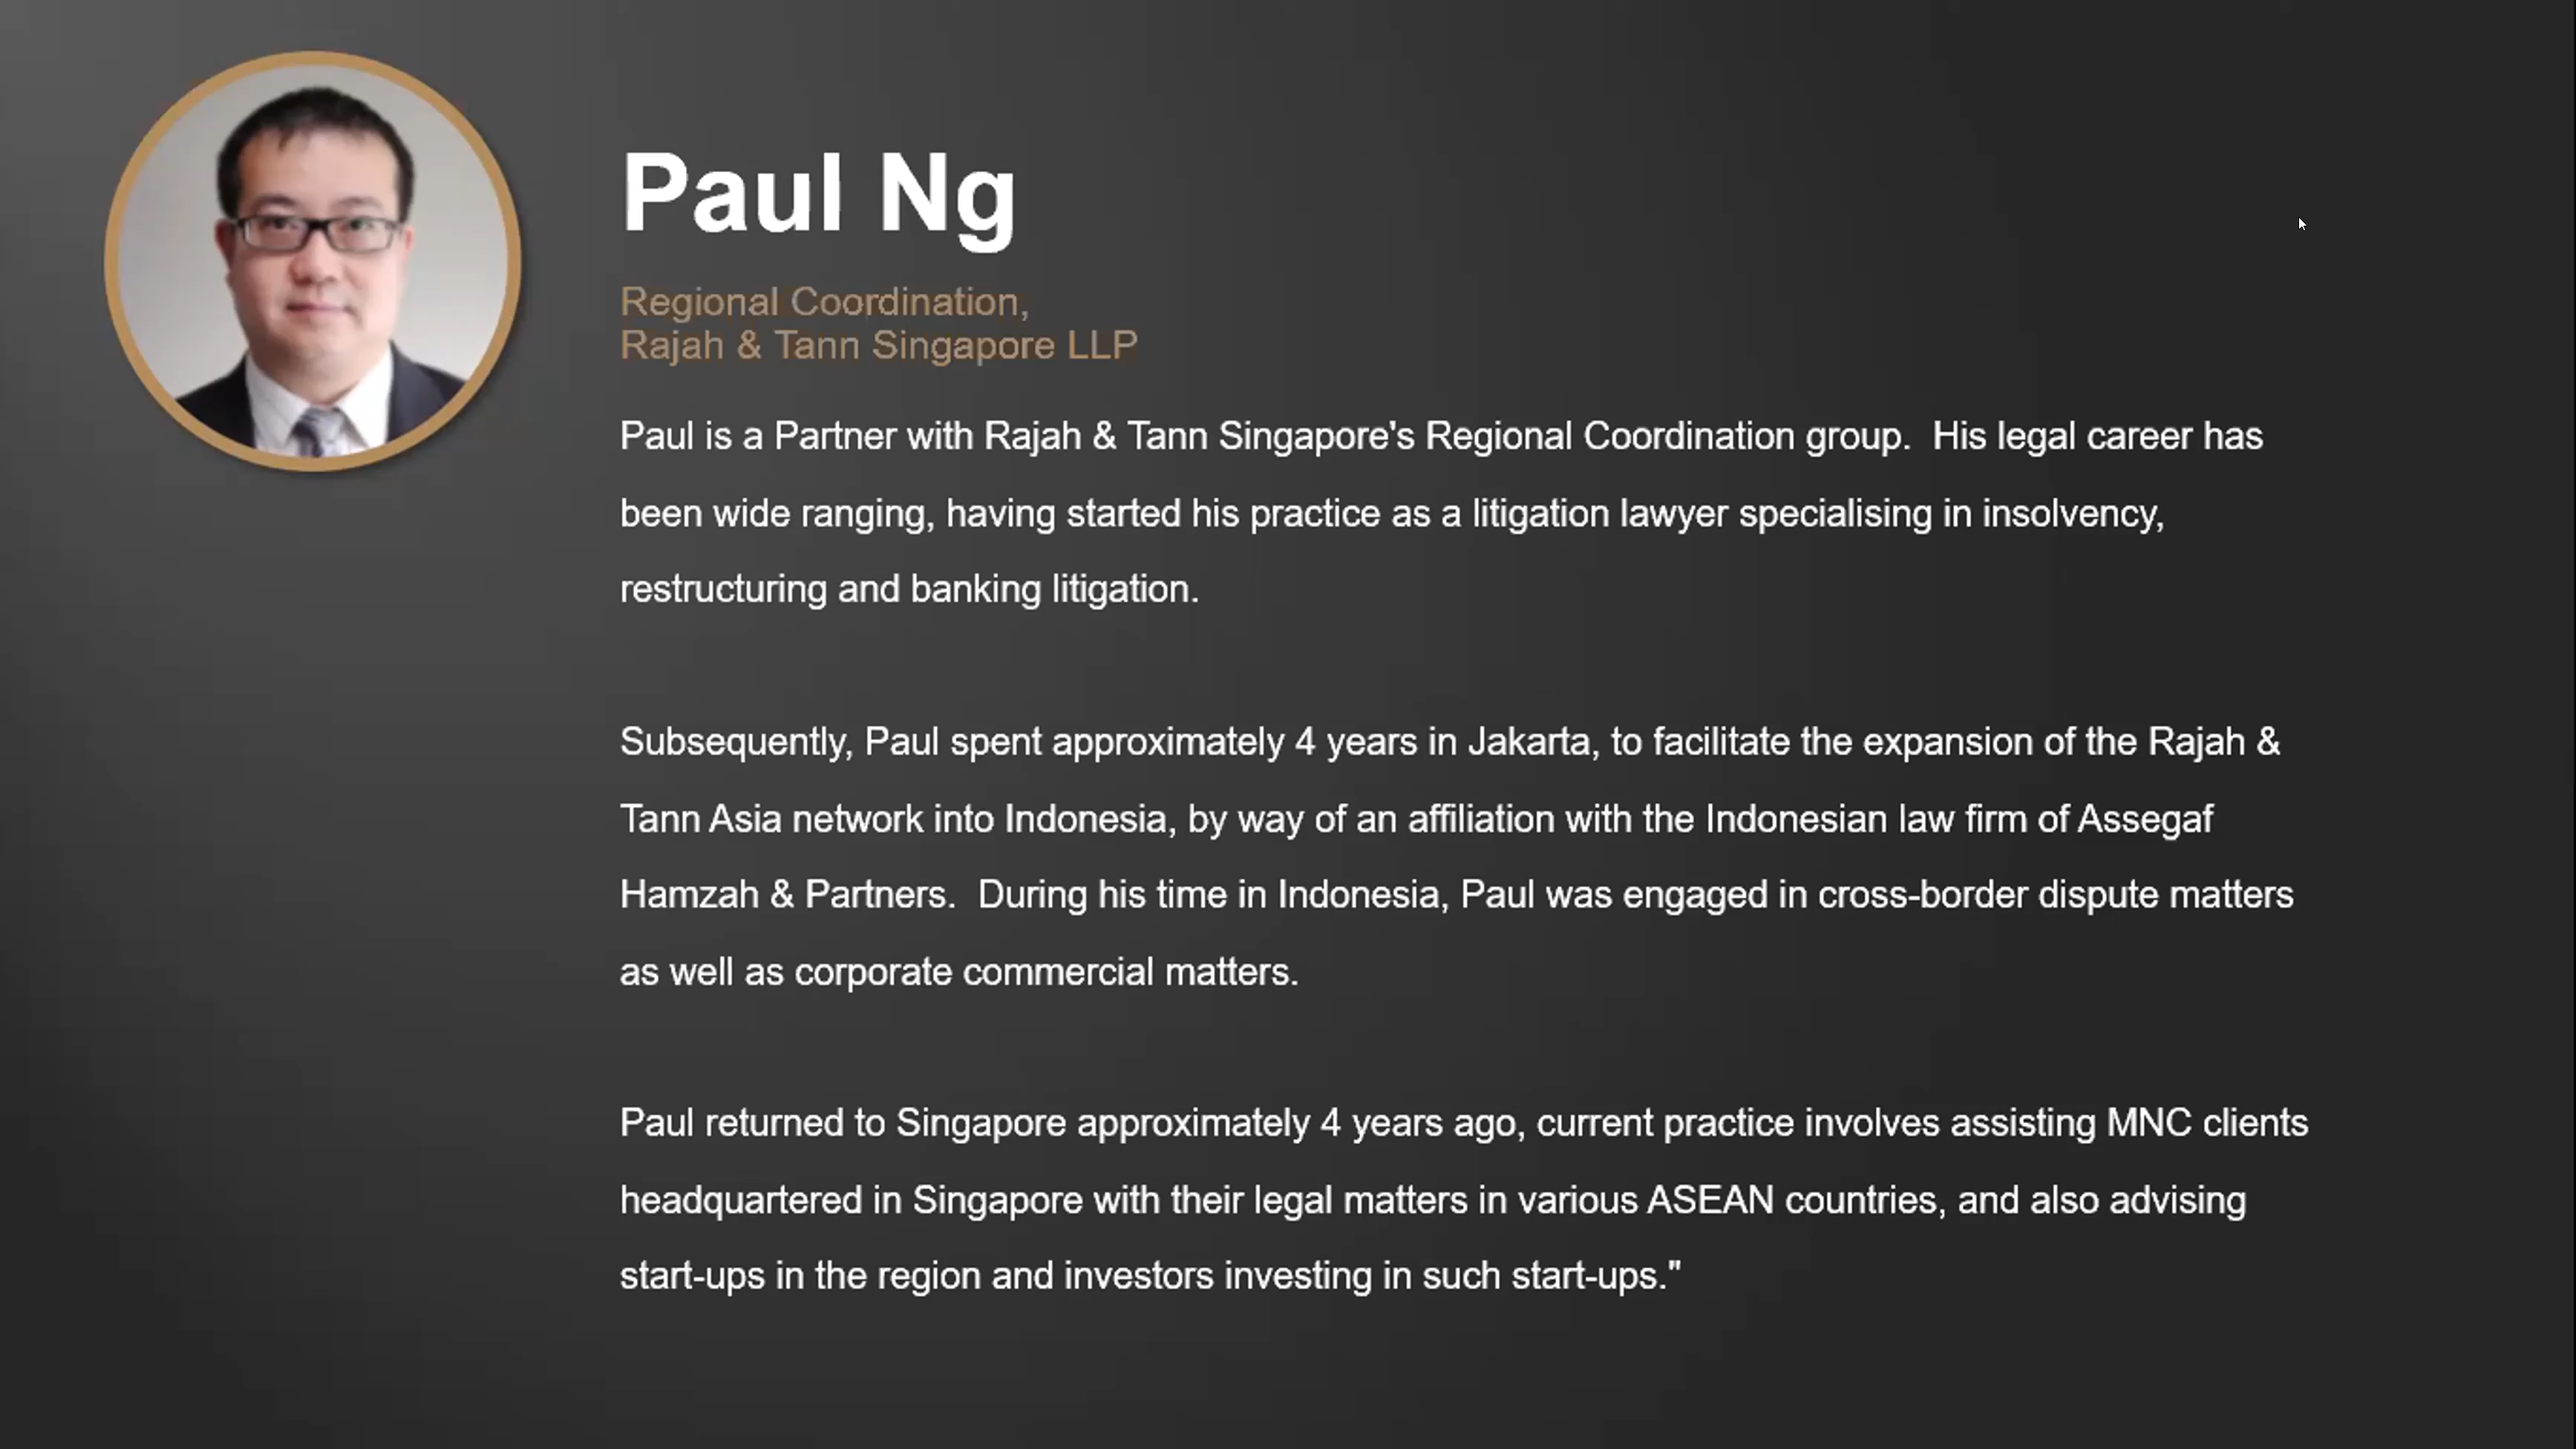 Paul Ng
Regional Coordination,
Rajah & Tann Singapore LLP
Paul is a Partner with Rajah & Tann Singapore's Regional Coordination group.  His legal career has
been wide ranging, having started his practice as a litigation lawyer specialising in insolvency,
restructuring and banking litigation.
Subsequently, Paul spent approximately 4 years in Jakarta, to facilitate the expansion of the Rajah &
Tann Asia network into Indonesia, by way of an affiliation with the Indonesian law firm of Assegaf
Hamzah & Partners.  During his time in Indonesia, Paul was engaged in cross-border dispute matters
as well as corporate commercial matters.
Paul returned to Singapore approximately 4 years ago, current practice involves assisting MNC clients
headquartered in Singapore with their legal matters in various ASEAN countries, and also advising
start-ups in the region and investors investing in such start-ups."